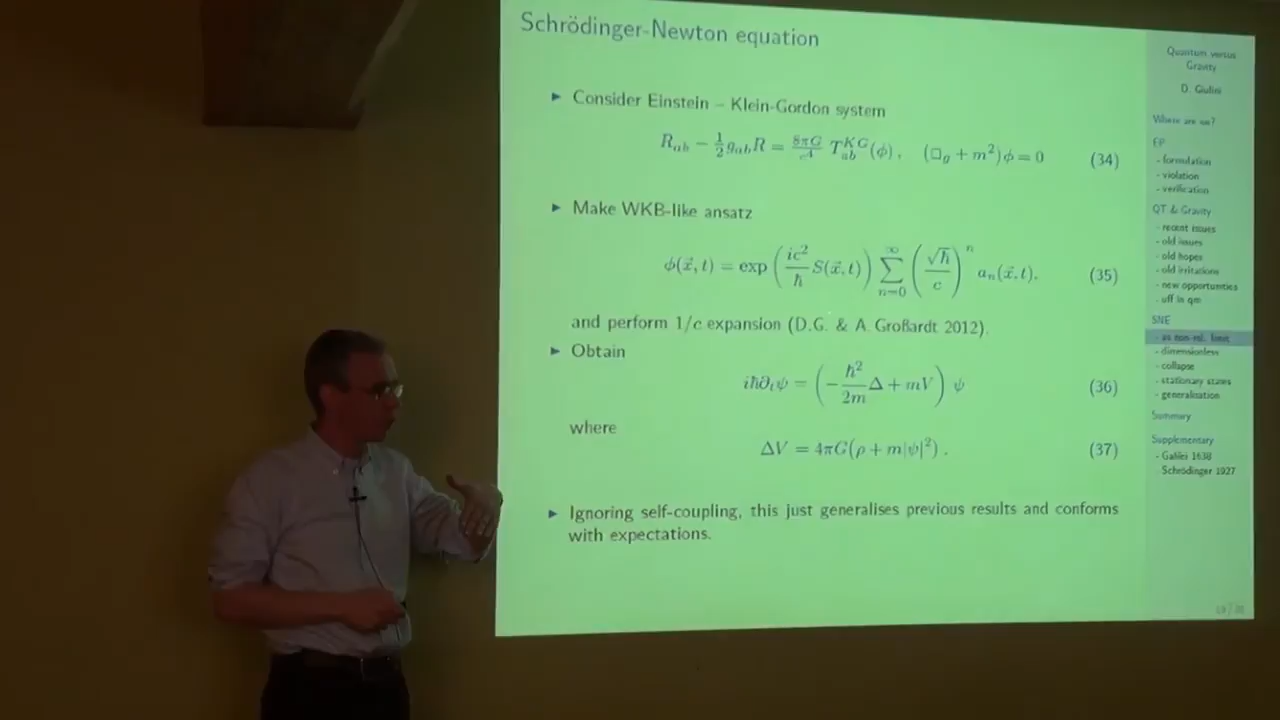 Schrödinger-Newton equation
► Consider Einstein – Klein-Gordon system
R_ab − ½ g_ab R = 8πG/c⁴ T_ab^KG(φ), (□_g + m²)φ = 0 (34)
► Make WKB-like ansatz
φ(x⃗, t) = exp(ic²/ħ S(x⃗, t)) ∑_{n=0}^∞ (√ħ/c)^n a_n(x⃗, t), (35)
and perform 1/c expansion (D.G. & A. Großardt 2012).
► Obtain
iħ∂_tψ = (−ħ²/2m Δ + mV) ψ (36)
where
ΔV = 4πG(ρ + m|ψ|²). (37)
► Ignoring self-coupling, this just generalises previous results and conforms
with expectations.
Quantum versus
Gravity
D. Giulini
Where are we?
EP
- formulation
- violation
- verification
QT & Gravity
- recent issues
- old issues
- old hopes
- old irritations
- new opportunities
- uff in qm
SNE
- as non-rel. limit
- dimensionless
- collapse
- stationary states
- generalisation
Summary
Supplementary
- Galilei 1638
Schrödinger 1927